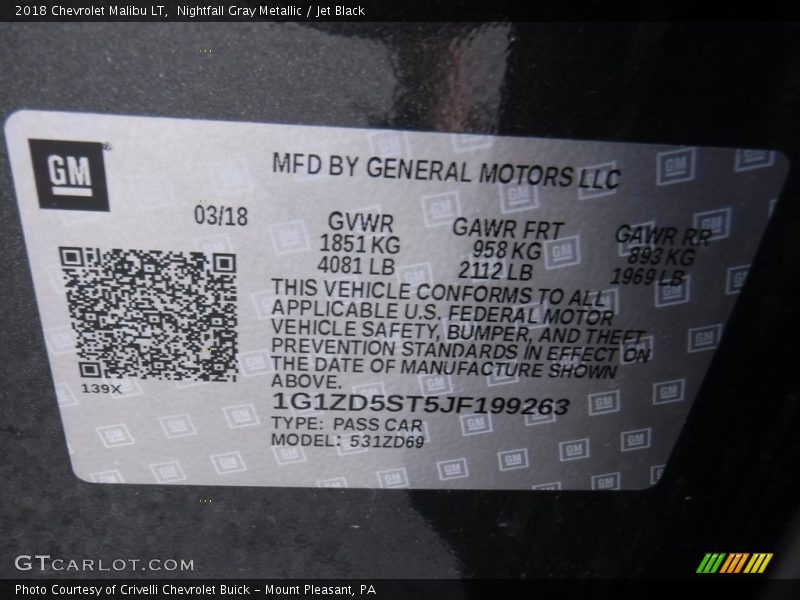 2018 Chevrolet Malibu LT,  Nightfall Gray Metallic / Jet Black
GM
MFD BY GENERAL MOTORS LLC
03/18
GVWR GAWR FRT GAWR RR
1851 KG 958 KG 893 KG
4081 LB 2112 LB 1969 LB
THIS VEHICLE CONFORMS TO ALL
APPLICABLE U.S. FEDERAL MOTOR
VEHICLE SAFETY, BUMPER, AND THEFT
PREVENTION STANDARDS IN EFFECT ON
THE DATE OF MANUFACTURE SHOWN
ABOVE.
139X
1G1ZD5ST5JF199263
TYPE: PASS CAR
MODEL: 531ZD69
GTCARLOT.COM
Photo Courtesy of Crivelli Chevrolet Buick – Mount Pleasant, PA